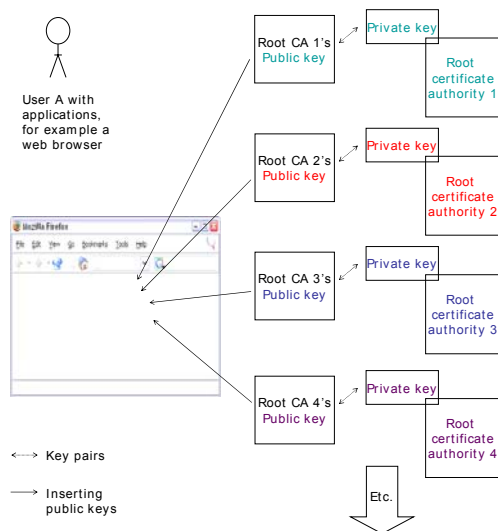 User A with
applications,
for example a
web browser
Root CA 1's
Public key
Private key
Root
certificate
authority 1
Root CA 2's
Public key
Private key
Root
certificate
authority 2
Mozilla Firefox
File Edit View Go Bookmarks Tools Help
Root CA 3's
Public key
Private key
Root
certificate
authority 3
Root CA 4's
Public key
Private key
Root
certificate
authority 4
Key pairs
Inserting
public keys
Etc.